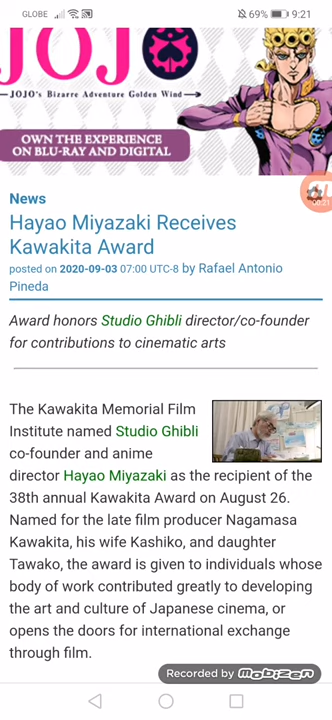 GLOBE 69% 9:21
JOJO
JOJO's Bizarre Adventure Golden Wind
OWN THE EXPERIENCE
ON BLU-RAY AND DIGITAL
00:21
News
Hayao Miyazaki Receives
Kawakita Award
posted on 2020-09-03 07:00 UTC-8 by Rafael Antonio
Pineda
Award honors Studio Ghibli director/co-founder
for contributions to cinematic arts
The Kawakita Memorial Film
Institute named Studio Ghibli
co-founder and anime
director Hayao Miyazaki as the recipient of the
38th annual Kawakita Award on August 26.
Named for the late film producer Nagamasa
Kawakita, his wife Kashiko, and daughter
Tawako, the award is given to individuals whose
body of work contributed greatly to developing
the art and culture of Japanese cinema, or
opens the doors for international exchange
through film.
Recorded by mobizen